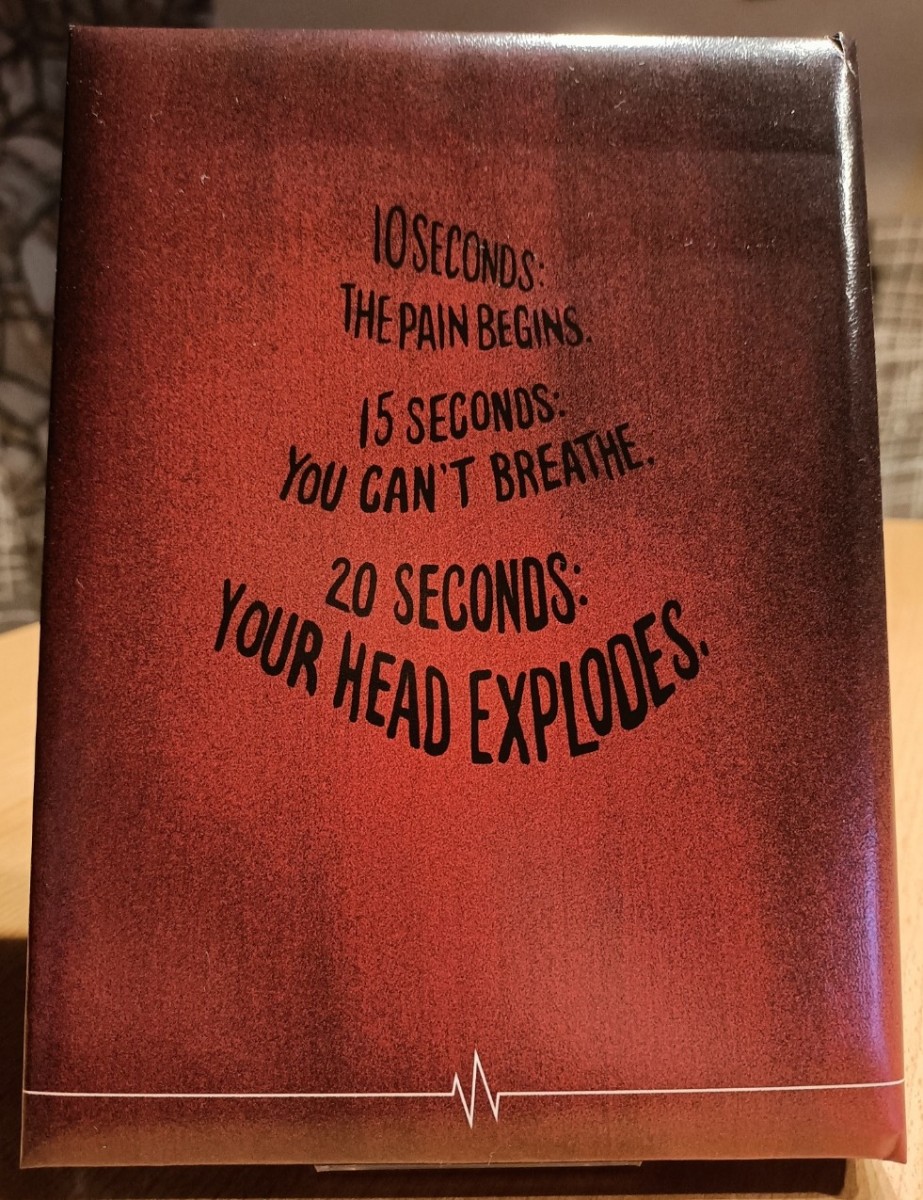 10 SECONDS:
THE PAIN BEGINS.
15 SECONDS:
YOU CAN'T BREATHE.
20 SECONDS:
YOUR HEAD EXPLODES.